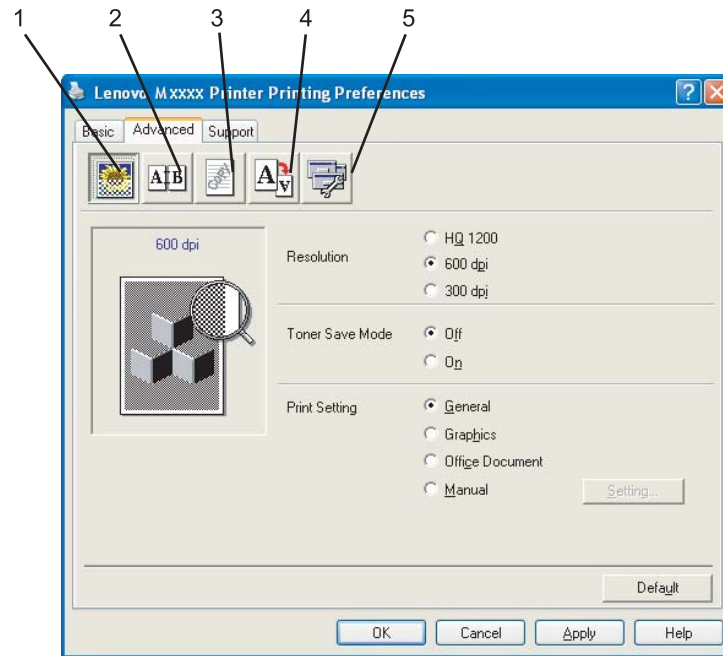 1 2 3 4 5
Lenovo Mxxxx Printer Printing Preferences
Basic Advanced Support
A B COPY A A
600 dpi
Resolution
HQ 1200
600 dpi
300 dpi
Toner Save Mode
Off
On
Print Setting
General
Graphics
Office Document
Manual
Setting...
Default
OK Cancel Apply Help